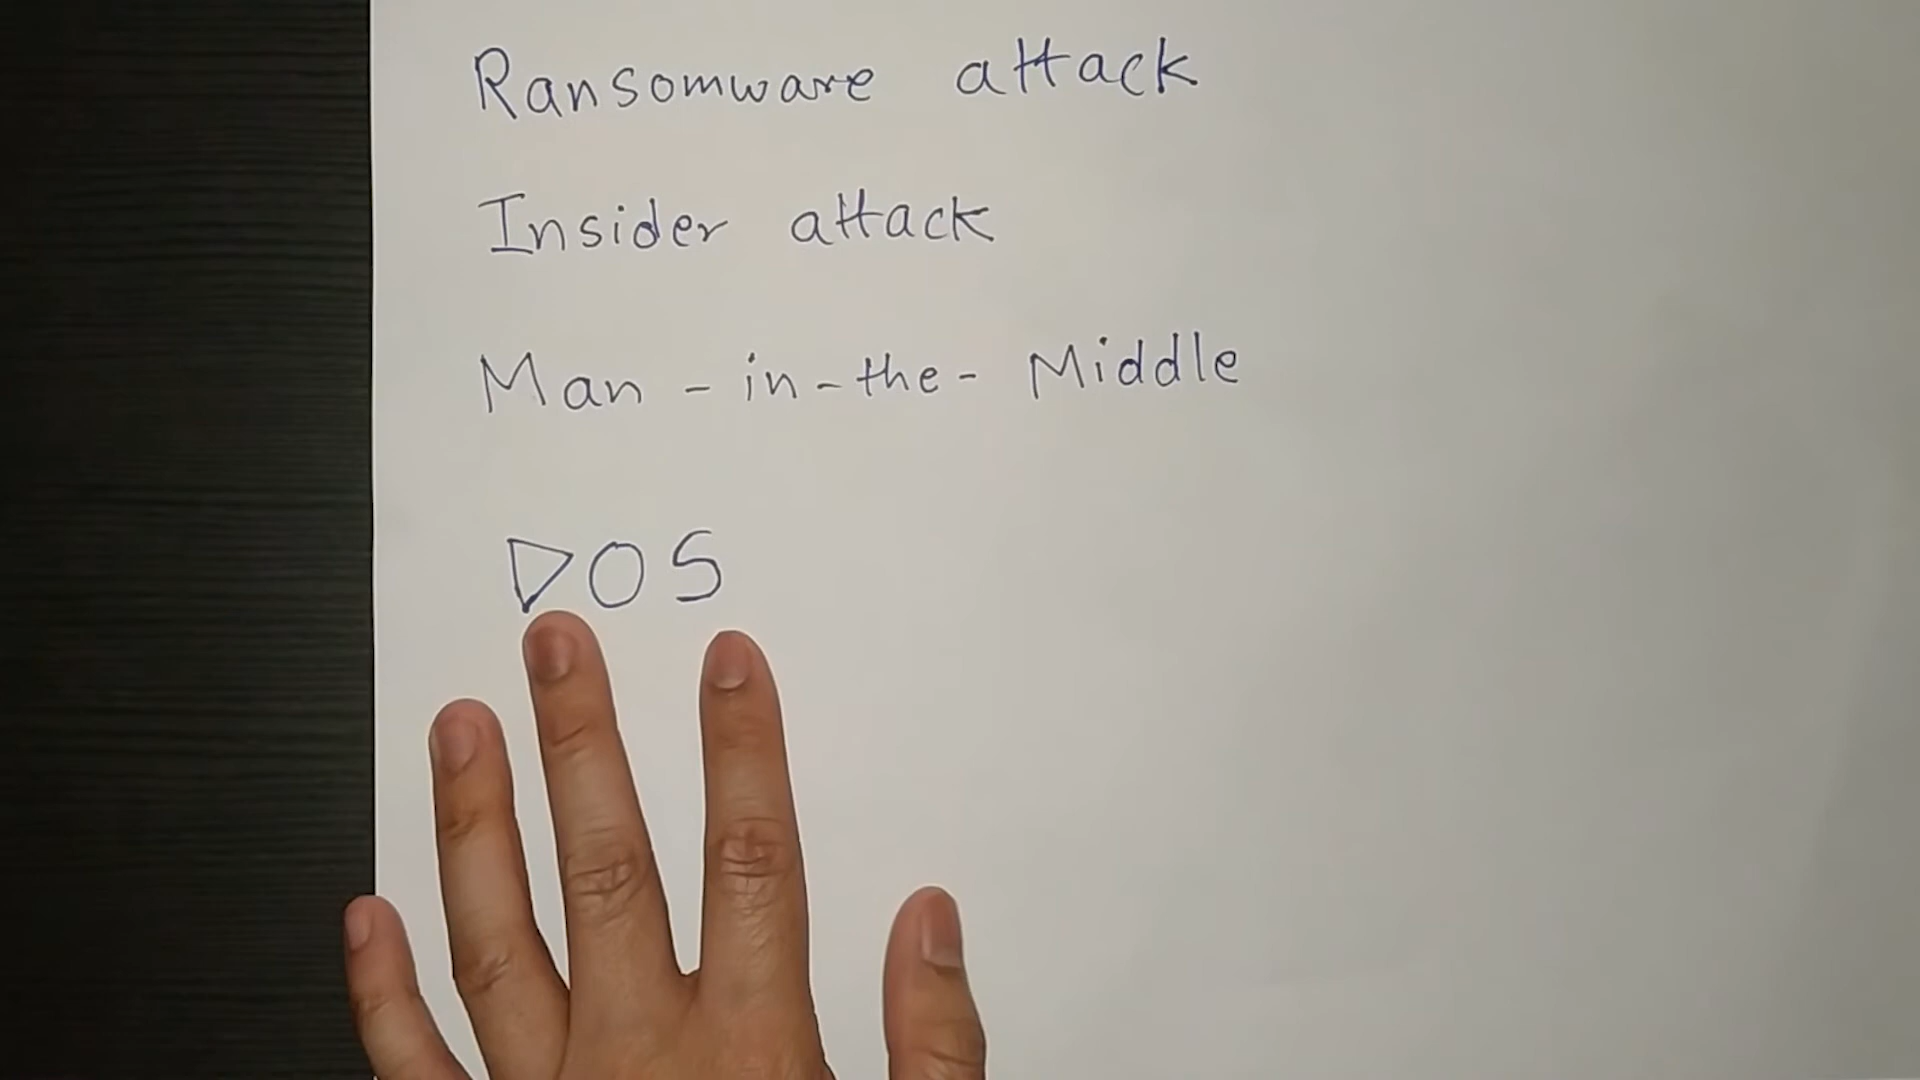 Ransomware attack
Insider attack
Man - in - the - Middle
DOS